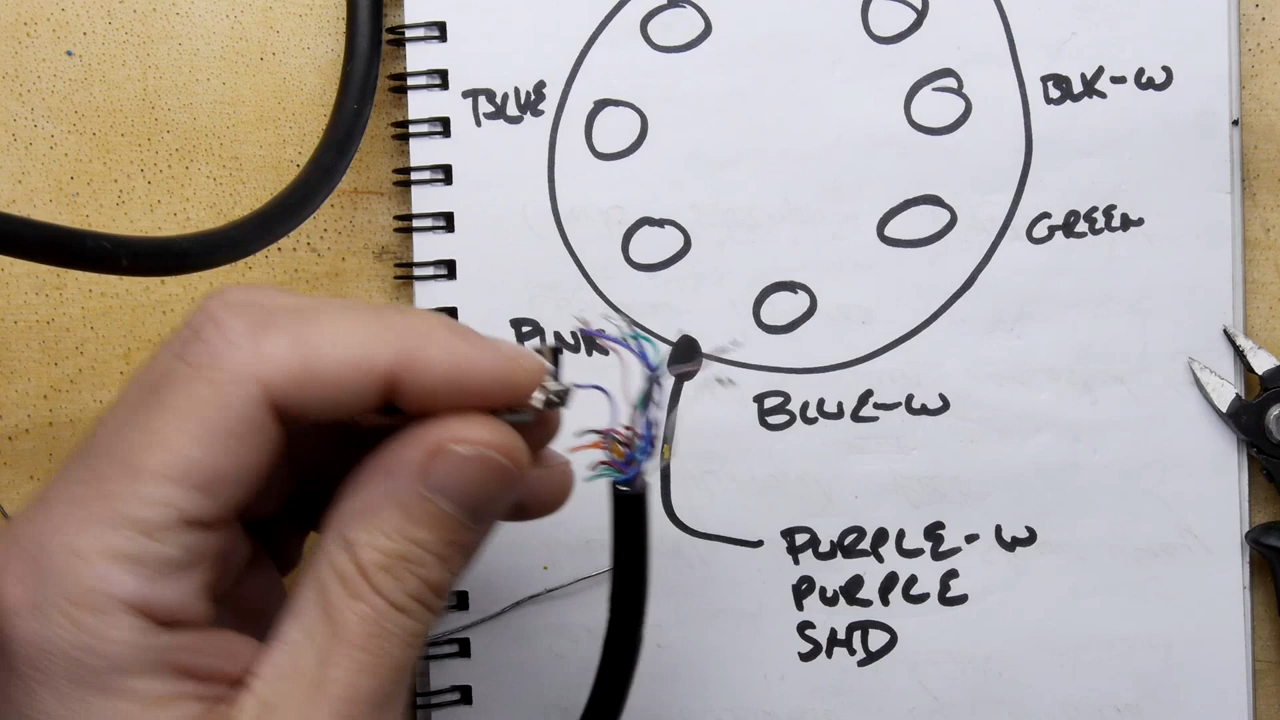 BLUE
BLK-W
GREEN
PINK
BLUE-W
PURPLE-W
PURPLE
SHD